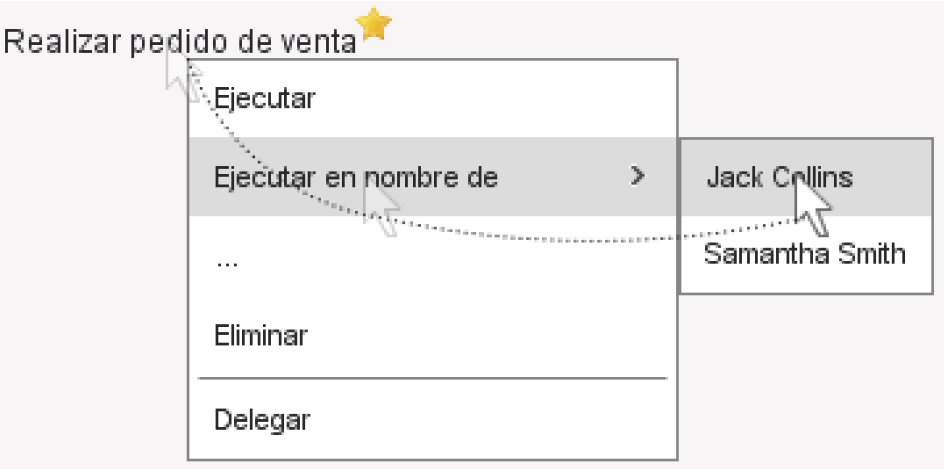 Realizar pedido de venta
Ejecutar
Ejecutar en nombre de >
Jack Collins
...
Samantha Smith
Eliminar
Delegar